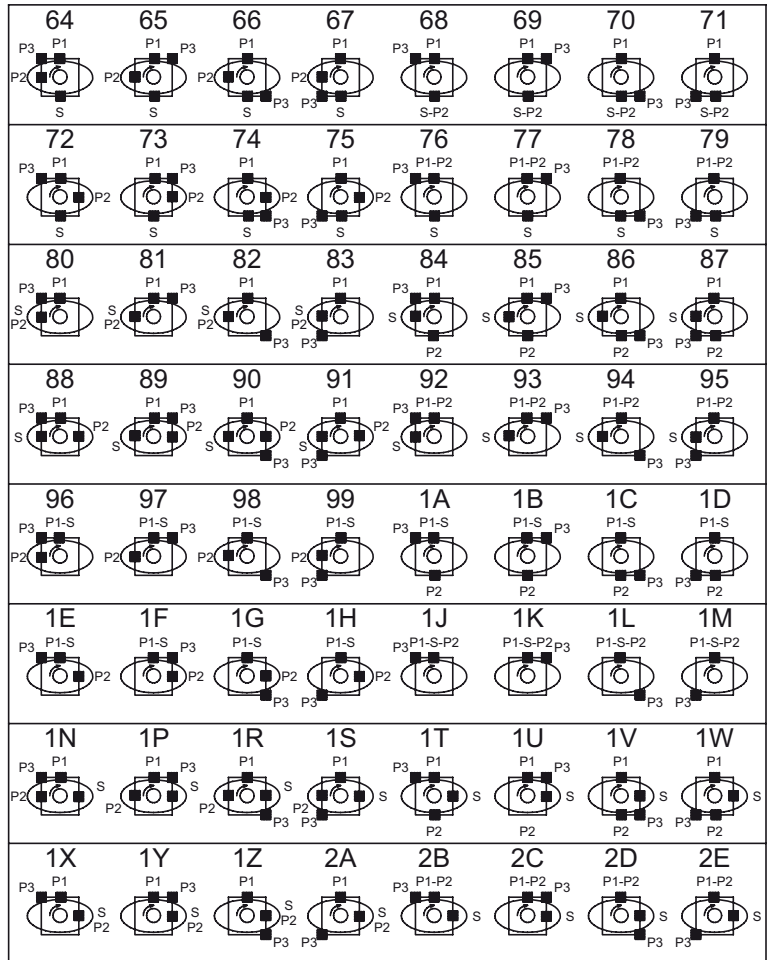 64 65 66 67 68 69 70 71
P3 P1 P1 P3 P1 P1 P3 P1 P1 P3 P1 P1
P2 P2 P2 P2
P3 P3 P3 P3
S S S S S-P2 S-P2 S-P2 S-P2
72 73 74 75 76 77 78 79
P3 P1 P1 P3 P1 P1 P3 P1-P2 P1-P2 P3 P1-P2 P1-P2
P2 P2 P2 P2
P3 P3 P3 P3
S S S S S S S S
80 81 82 83 84 85 86 87
P3 P1 P1 P3 P1 P1 P3 P1 P1 P3 P1 P1
S S S S S S S S
P2 P2 P2 P2
P3 P3 P3 P3
P2 P2 P2 P2
88 89 90 91 92 93 94 95
P3 P1 P1 P3 P1 P1 P3 P1-P2 P1-P2 P3 P1-P2 P1-P2
P2 P2 P2 P2
S S S S S S S S
P3 P3 P3 P3
96 97 98 99 1A 1B 1C 1D
P3 P1-S P1-S P3 P1-S P1-S P3 P1-S P1-S P3 P1-S P1-S
P2 P2 P2 P2
P3 P3 P3 P3
P2 P2 P2 P2
1E 1F 1G 1H 1J 1K 1L 1M
P3 P1-S P1-S P3 P1-S P1-S P3 P1-S-P2 P1-S-P2 P3 P1-S-P2 P1-S-P2
P2 P2 P2 P2
P3 P3 P3 P3
1N 1P 1R 1S 1T 1U 1V 1W
P3 P1 P1 P3 P1 P1 P3 P1 P1 P3 P1 P1
S S S S S S S S
P2 P2 P2 P2
P3 P3 P3 P3
P2 P2 P2 P2
1X 1Y 1Z 2A 2B 2C 2D 2E
P3 P1 P1 P3 P1 P1 P3 P1-P2 P1-P2 P3 P1-P2 P1-P2
S S S S S S S S
P2 P2 P2 P2
P3 P3 P3 P3